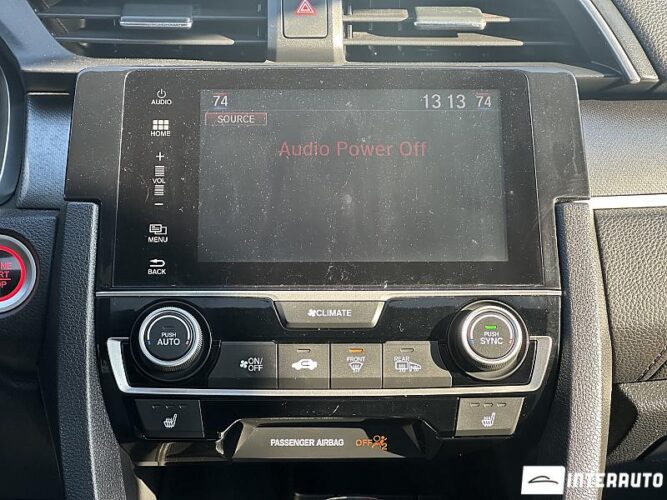 AUDIO
74 13 13 74
SOURCE
HOME
Audio Power Off
+
VOL
−
MENU
BACK
START
CLIMATE
PUSH
AUTO
ON/
OFF
FRONT
REAR
PUSH
SYNC
PASSENGER AIRBAG OFF
INTERAUTO